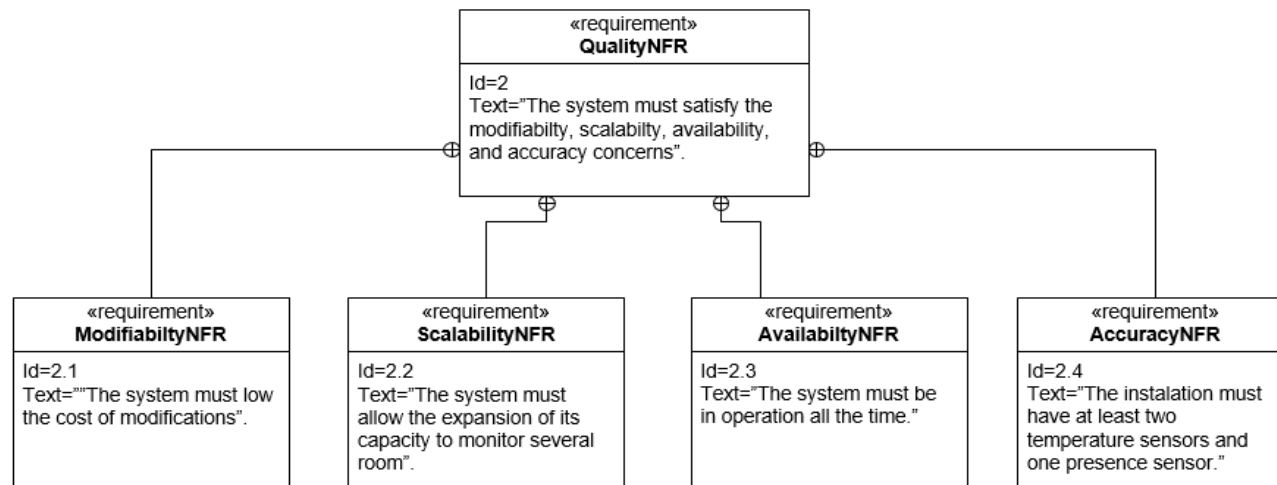 «requirement»
QualityNFR
Id=2
Text=”The system must satisfy the
modifiabilty, scalabilty, availability,
and accuracy concerns”.
«requirement»
ModifiabiltyNFR
Id=2.1
Text=””The system must low
the cost of modifications”.
«requirement»
ScalabilityNFR
Id=2.2
Text=”The system must
allow the expansion of its
capacity to monitor several
room”.
«requirement»
AvailabiltyNFR
Id=2.3
Text=”The system must be
in operation all the time.”
«requirement»
AccuracyNFR
Id=2.4
Text=”The instalation must
have at least two
temperature sensors and
one presence sensor.”